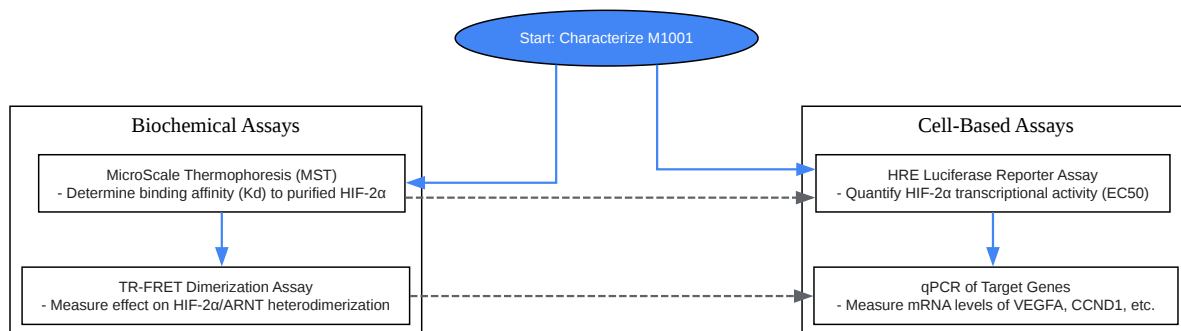 Start: Characterize M1001
Biochemical Assays
MicroScale Thermophoresis (MST)
- Determine binding affinity (Kd) to purified HIF-2α
TR-FRET Dimerization Assay
- Measure effect on HIF-2α/ARNT heterodimerization
Cell-Based Assays
HRE Luciferase Reporter Assay
- Quantify HIF-2α transcriptional activity (EC50)
qPCR of Target Genes
- Measure mRNA levels of VEGFA, CCND1, etc.